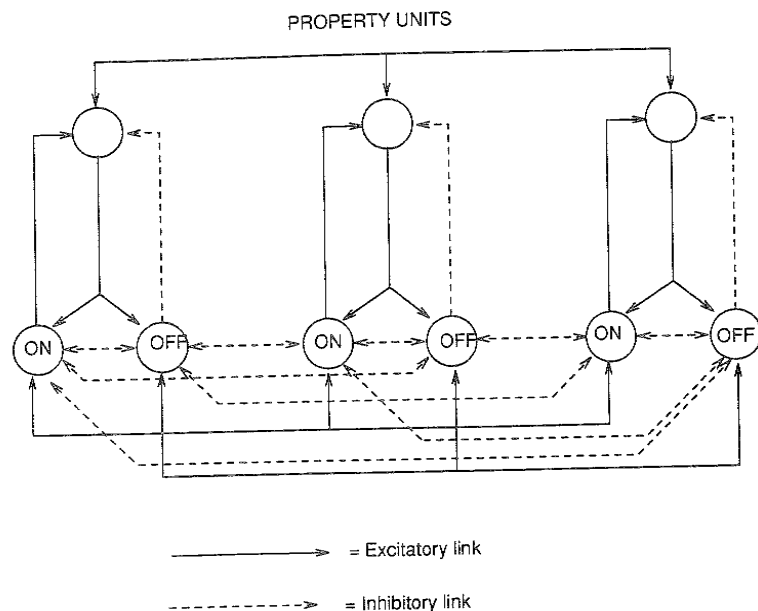 PROPERTY UNITS
ON
OFF
ON
OFF
ON
OFF
= Excitatory link
= Inhibitory link